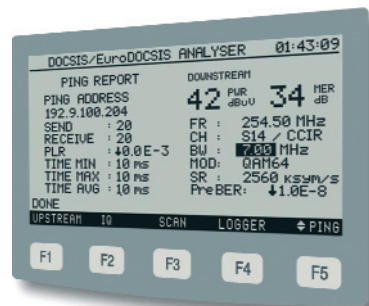 DOCSIS/EuroDOCSIS ANALYSER 01:43:09
PING REPORT
PING ADDRESS
192.9.100.204
SEND : 20
RECEIVE : 20
PLR : ↓0.0E-3
TIME MIN : 10 ms
TIME MAX : 10 ms
TIME AVG : 10 ms
DONE
DOWNSTREAM
42 PWR dBuV 34 MER dB
FR : 254.50 MHz
CH : S14 / CCIR
BW : 7.00 MHz
MOD: QAM64
SR : 2560 Ksym/s
PreBER: ↓1.0E-8
UPSTREAM IQ SCAN LOGGER ♦PING
F1 F2 F3 F4 F5